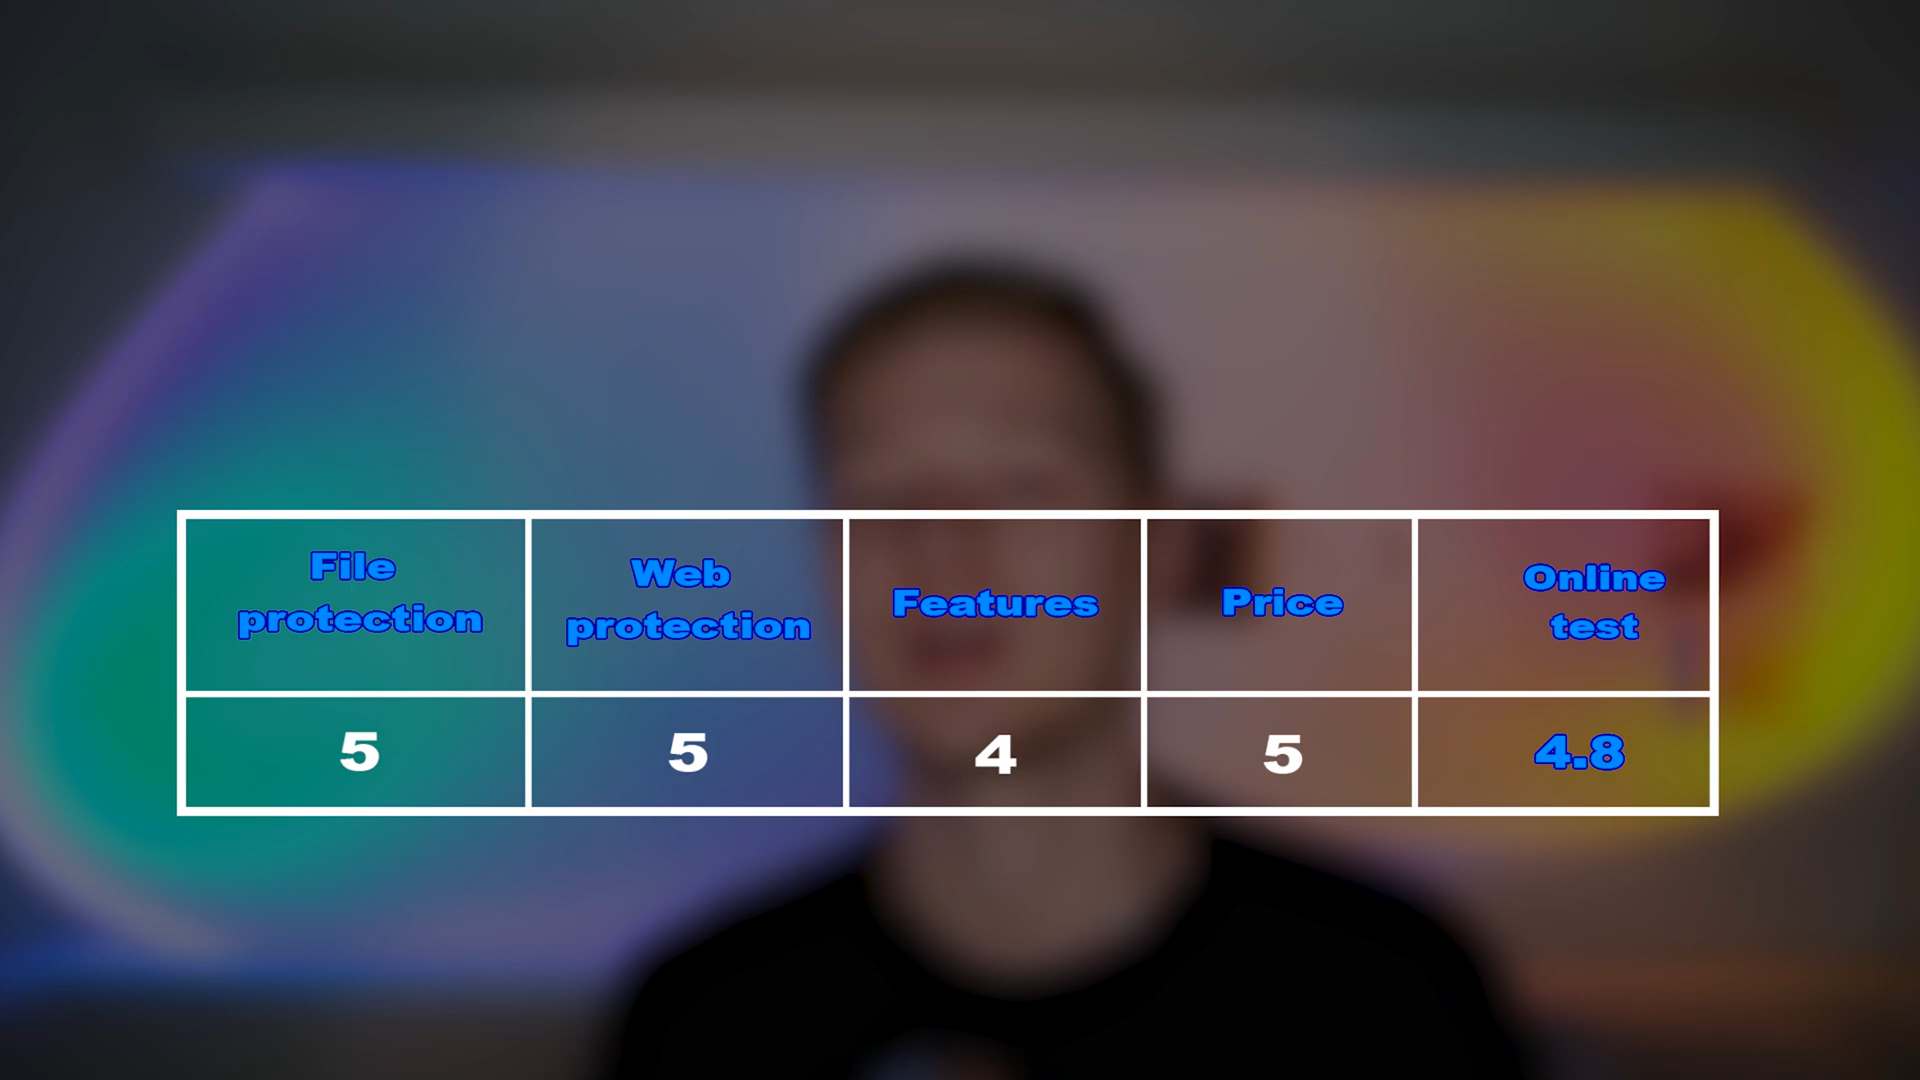 File
protection
Web
protection
Features
Price
Online
test
5
5
4
5
4.8